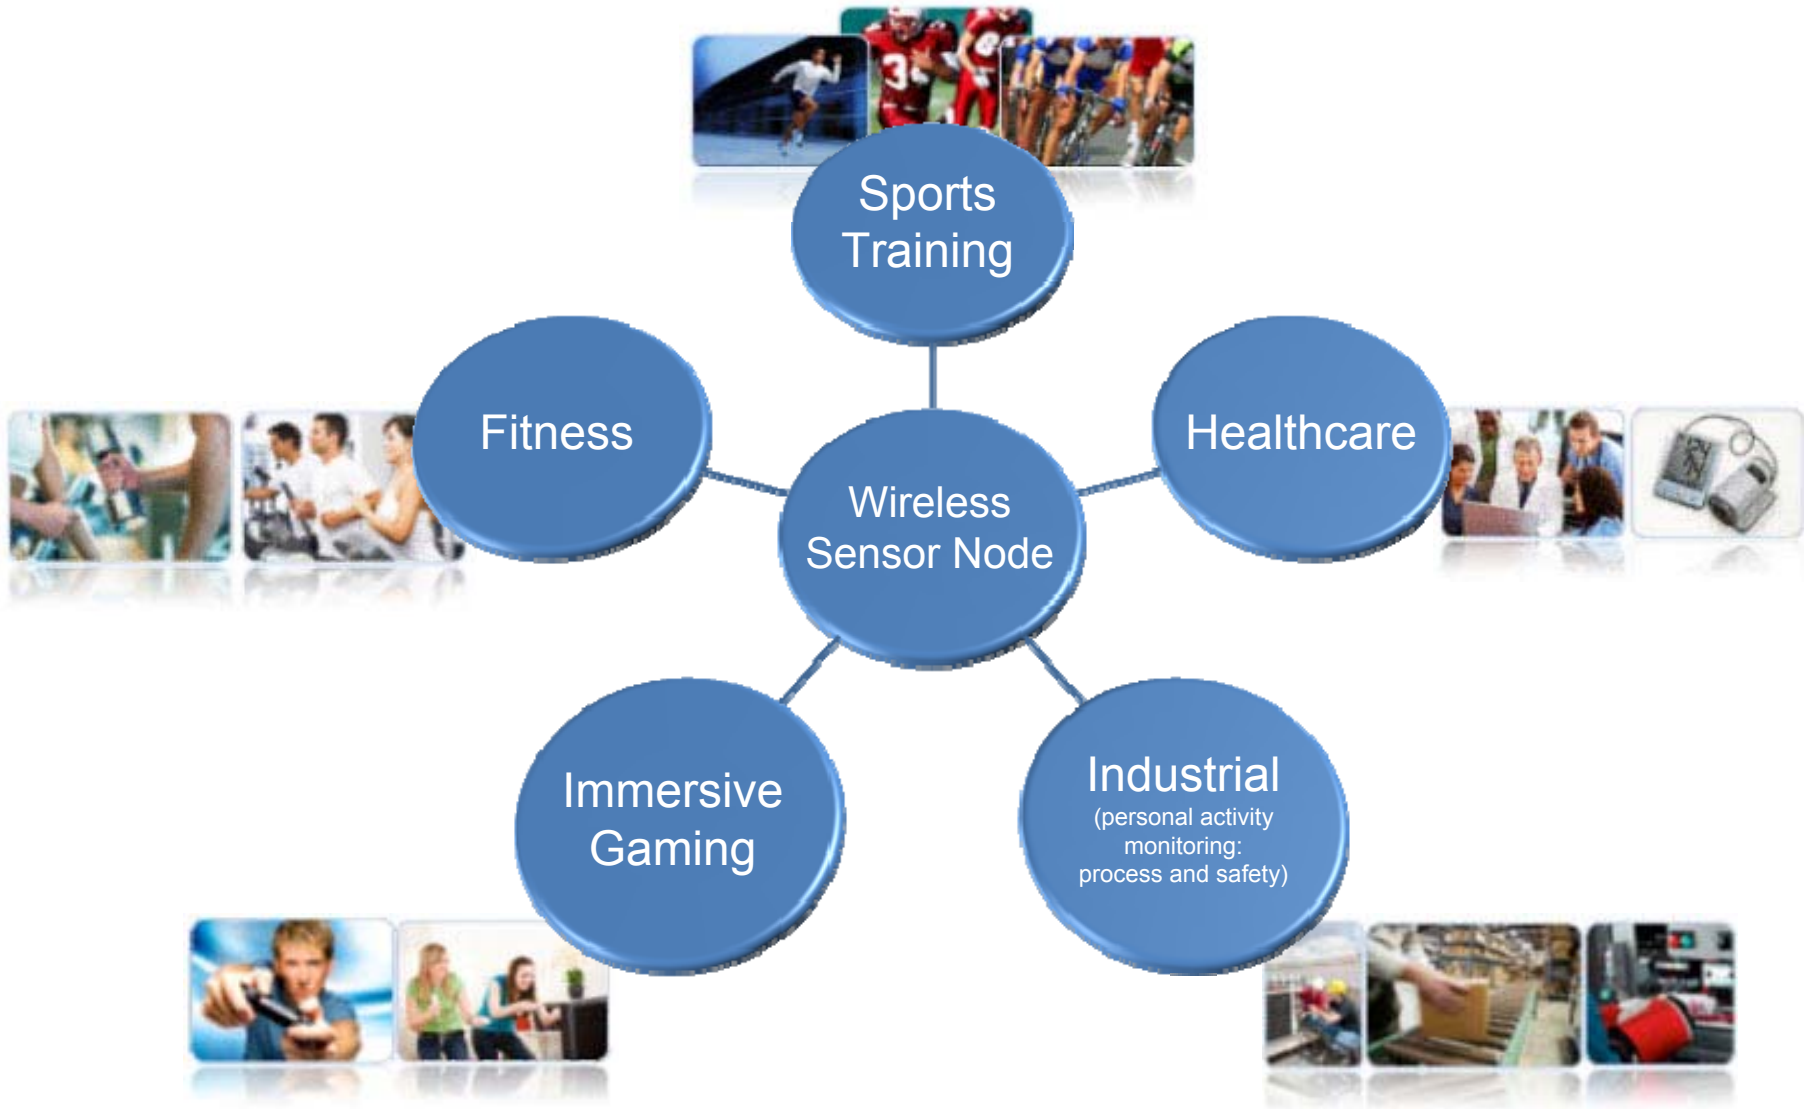 Sports
Training
Fitness
Healthcare
Wireless
Sensor Node
Immersive
Gaming
Industrial
(personal activity
monitoring:
process and safety)